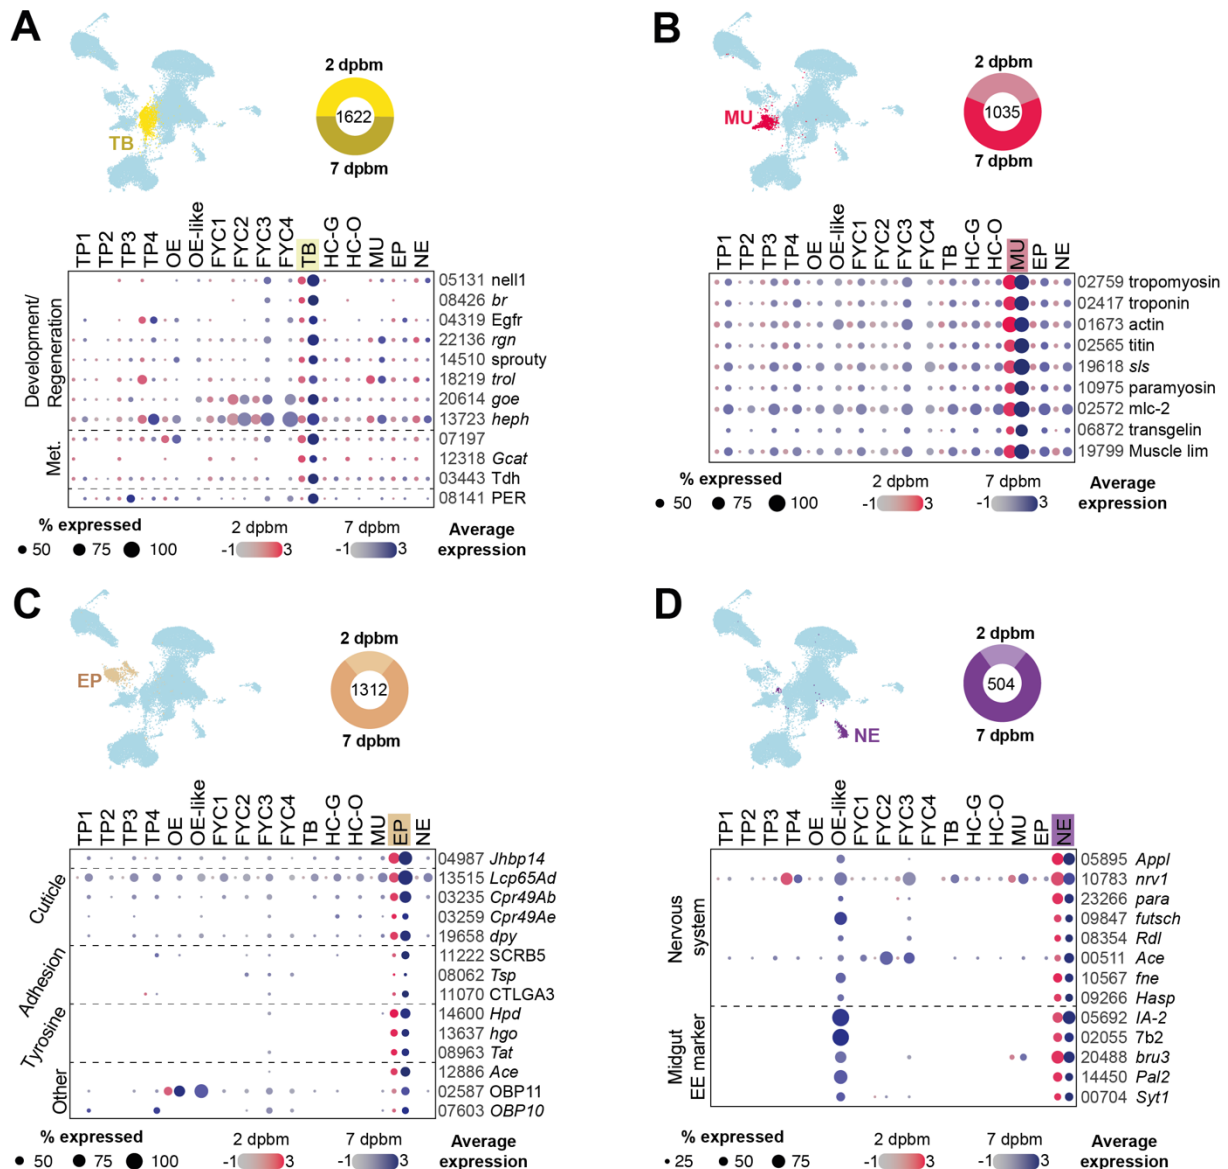 A
2 dpbm
1622
TB
7 dpbm
TP1
TP2
TP3
TP4
OE
OE-like
FYC1
FYC2
FYC3
FYC4
TB
HC-G
HC-O
MU
EP
NE
Development/
Regeneration
Met.
05131 nell1
08426 br
04319 Egfr
22136 rgn
14510 sprouty
18219 trol
20614 goe
13723 heph
07197
12318 Gcat
03443 Tdh
08141 PER
% expressed
50 75 100
2 dpbm
-1 3
7 dpbm
-1 3
Average
expression
B
2 dpbm
1035
MU
7 dpbm
TP1
TP2
TP3
TP4
OE
OE-like
FYC1
FYC2
FYC3
FYC4
TB
HC-G
HC-O
MU
EP
NE
02759 tropomyosin
02417 troponin
01673 actin
02565 titin
19618 sls
10975 paramyosin
02572 mlc-2
06872 transgelin
19799 Muscle lim
% expressed
50 75 100
2 dpbm
-1 3
7 dpbm
-1 3
Average
expression
C
2 dpbm
1312
EP
7 dpbm
TP1
TP2
TP3
TP4
OE
OE-like
FYC1
FYC2
FYC3
FYC4
TB
HC-G
HC-O
MU
EP
NE
Cuticle
Adhesion
Tyrosine
Other
04987 Jhbp14
13515 Lcp65Ad
03235 Cpr49Ab
03259 Cpr49Ae
19658 dpy
11222 SCRB5
08062 Tsp
11070 CTLGA3
14600 Hpd
13637 hgo
08963 Tat
12886 Ace
02587 OBP11
07603 OBP10
% expressed
50 75 100
2 dpbm
-1 3
7 dpbm
-1 3
Average
expression
D
2 dpbm
504
NE
7 dpbm
TP1
TP2
TP3
TP4
OE
OE-like
FYC1
FYC2
FYC3
FYC4
TB
HC-G
HC-O
MU
EP
NE
Nervous
system
Midgut
EE marker
05895 Appl
10783 nrv1
23266 para
09847 futsch
08354 Rdl
00511 Ace
10567 fne
09266 Hasp
05692 IA-2
02055 7b2
20488 bru3
14450 Pal2
00704 Syt1
% expressed
25 50 75
2 dpbm
-1 3
7 dpbm
-1 3
Average
expression